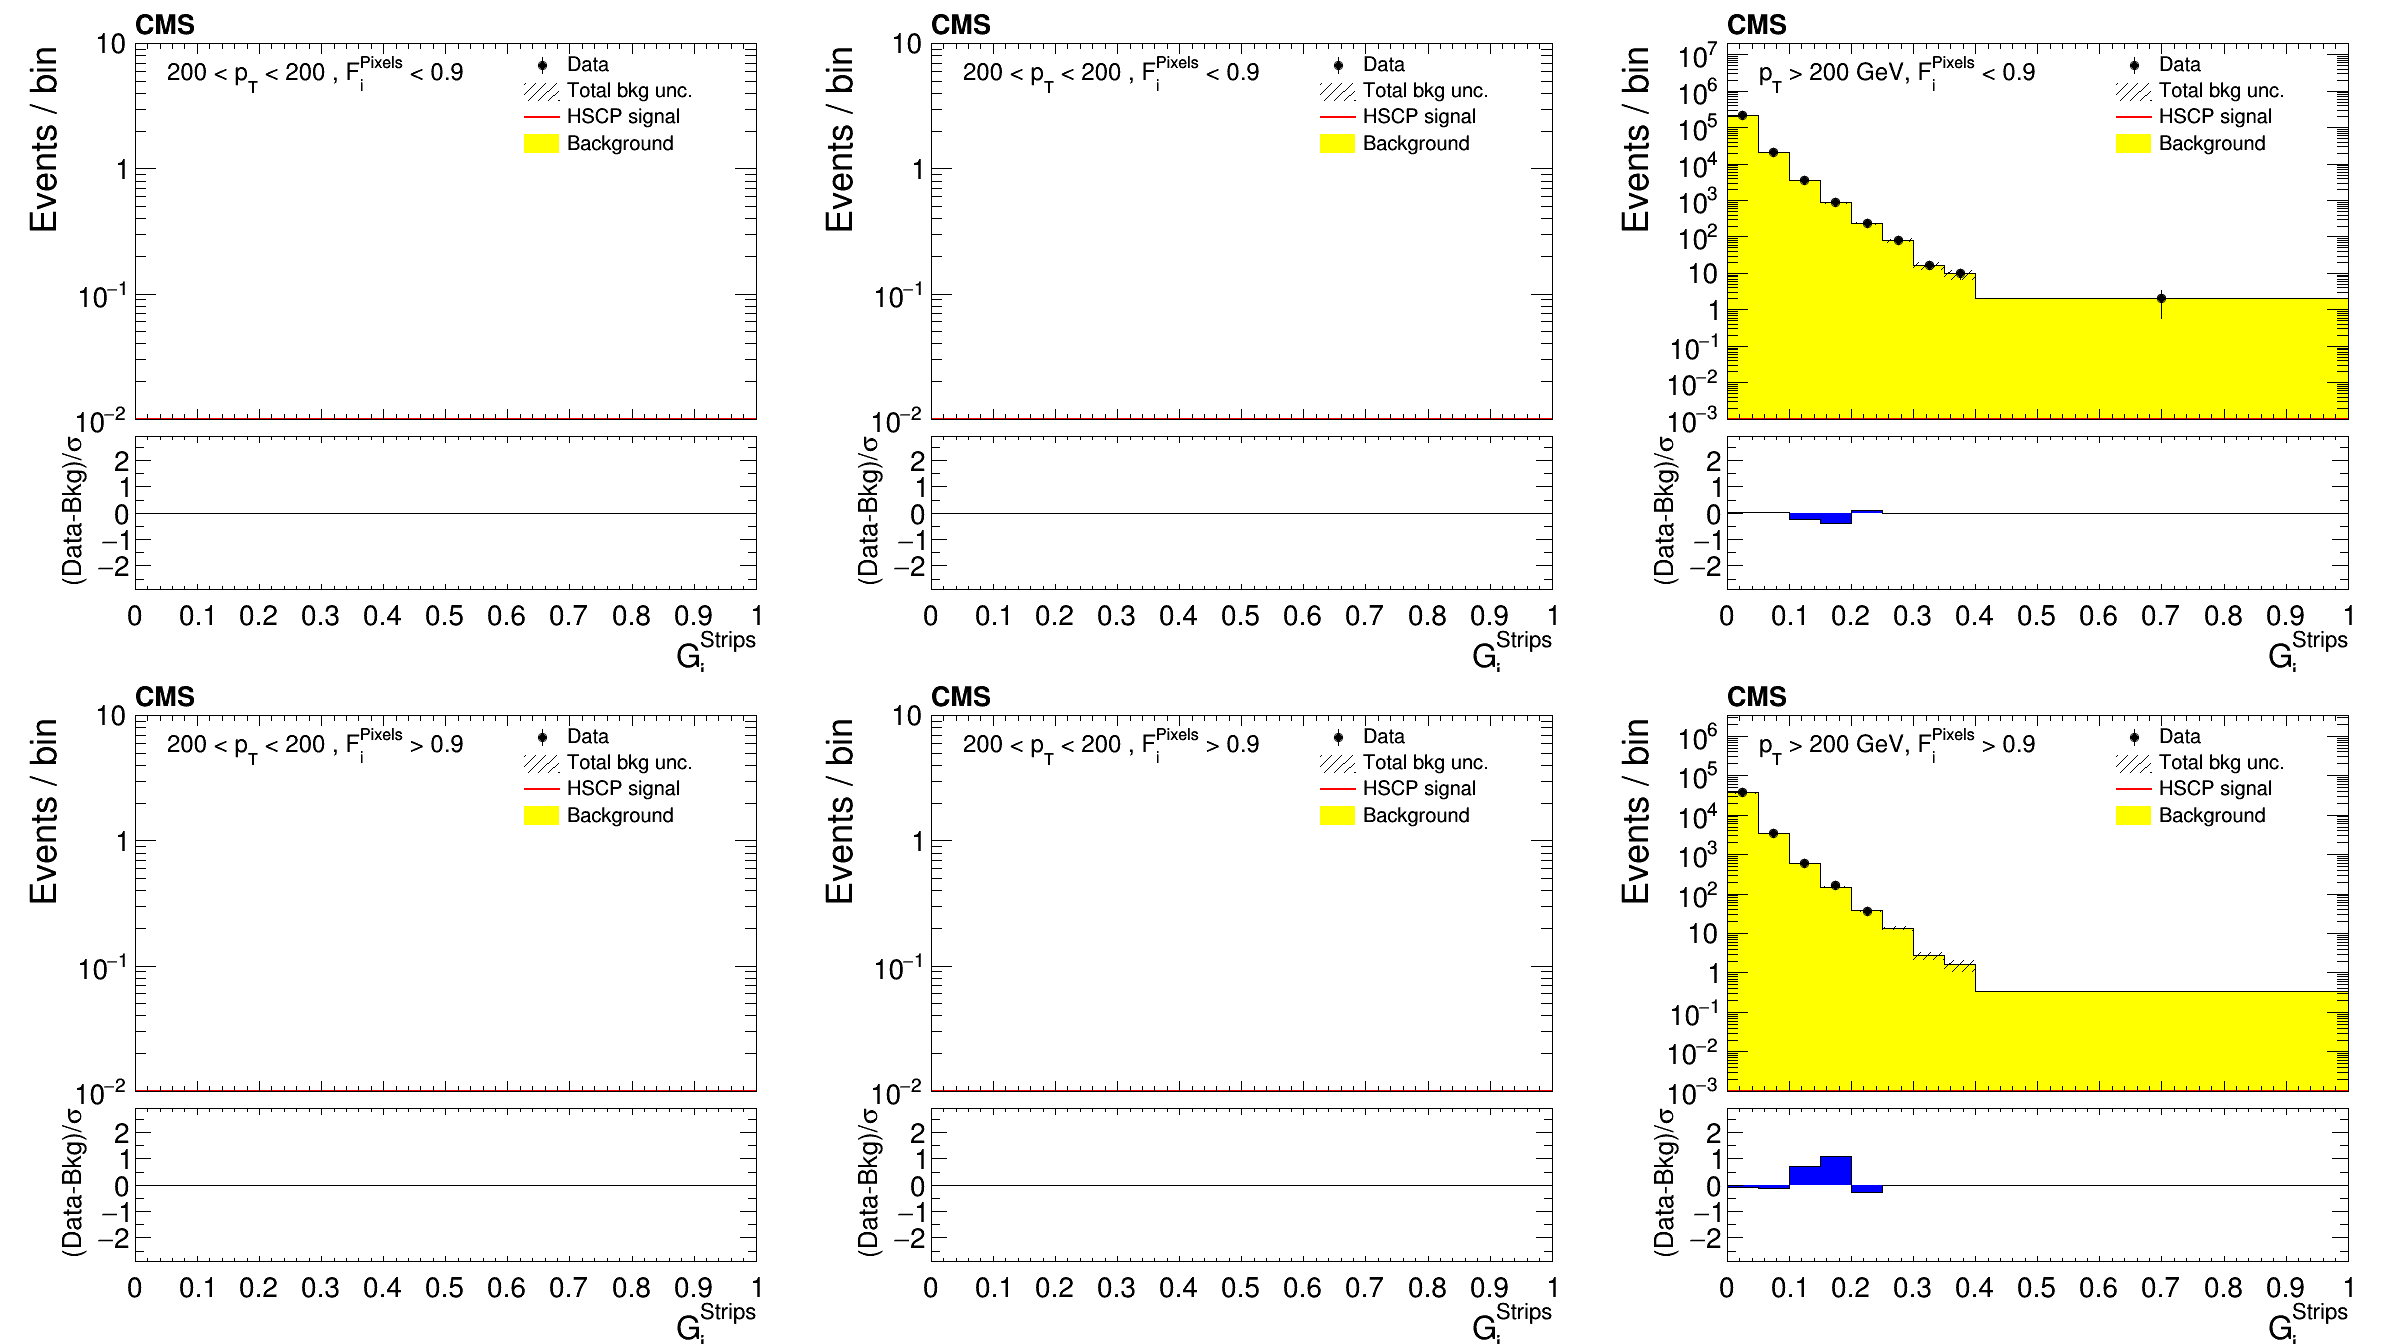 CMS
Events / bin
200 < p_T < 200 , F_i^Pixels < 0.9
Data
Total bkg unc.
HSCP signal
Background
10
1
10^−1
10^−2
(Data-Bkg)/σ
2
1
0
−1
−2
0 0.1 0.2 0.3 0.4 0.5 0.6 0.7 0.8 0.9 1
G_i^Strips
CMS
Events / bin
200 < p_T < 200 , F_i^Pixels < 0.9
Data
Total bkg unc.
HSCP signal
Background
10
1
10^−1
10^−2
(Data-Bkg)/σ
2
1
0
−1
−2
0 0.1 0.2 0.3 0.4 0.5 0.6 0.7 0.8 0.9 1
G_i^Strips
CMS
Events / bin
p_T > 200 GeV, F_i^Pixels < 0.9
Data
Total bkg unc.
HSCP signal
Background
10^7
10^6
10^5
10^4
10^3
10^2
10
1
10^−1
10^−2
10^−3
(Data-Bkg)/σ
2
1
0
−1
−2
0 0.1 0.2 0.3 0.4 0.5 0.6 0.7 0.8 0.9 1
G_i^Strips
CMS
Events / bin
200 < p_T < 200 , F_i^Pixels > 0.9
Data
Total bkg unc.
HSCP signal
Background
10
1
10^−1
10^−2
(Data-Bkg)/σ
2
1
0
−1
−2
0 0.1 0.2 0.3 0.4 0.5 0.6 0.7 0.8 0.9 1
G_i^Strips
CMS
Events / bin
200 < p_T < 200 , F_i^Pixels > 0.9
Data
Total bkg unc.
HSCP signal
Background
10
1
10^−1
10^−2
(Data-Bkg)/σ
2
1
0
−1
−2
0 0.1 0.2 0.3 0.4 0.5 0.6 0.7 0.8 0.9 1
G_i^Strips
CMS
Events / bin
p_T > 200 GeV, F_i^Pixels > 0.9
Data
Total bkg unc.
HSCP signal
Background
10^6
10^5
10^4
10^3
10^2
10
1
10^−1
10^−2
10^−3
(Data-Bkg)/σ
2
1
0
−1
−2
0 0.1 0.2 0.3 0.4 0.5 0.6 0.7 0.8 0.9 1
G_i^Strips